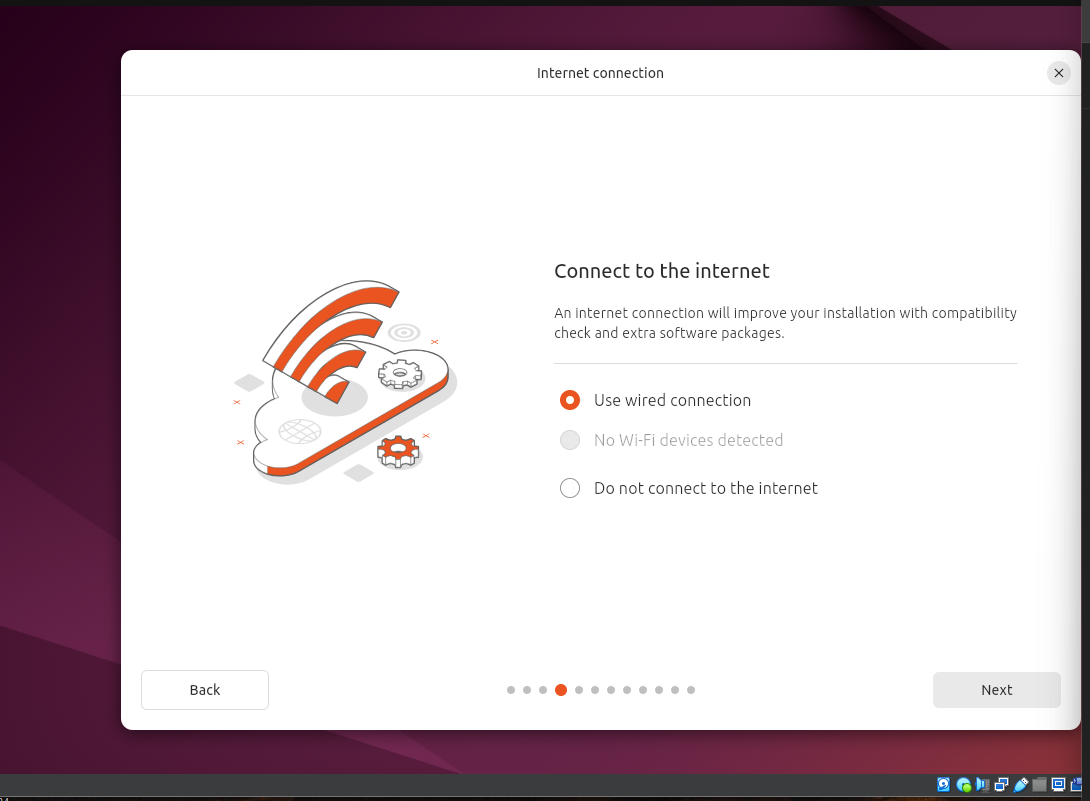 Internet connection
Connect to the internet
An internet connection will improve your installation with compatibility
check and extra software packages.
Use wired connection
No Wi-Fi devices detected
Do not connect to the internet
Back
Next